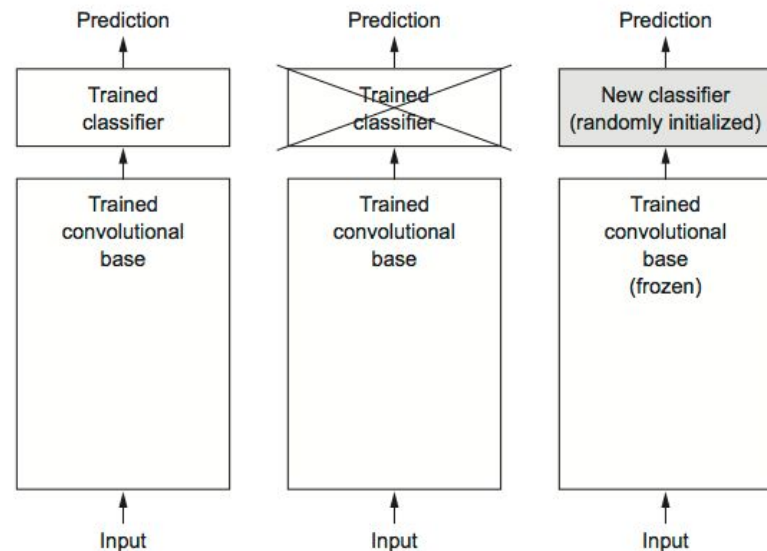 Prediction
Trained
classifier
Trained
convolutional
base
Input
Prediction
Trained
classifier
Trained
convolutional
base
Input
Prediction
New classifier
(randomly initialized)
Trained
convolutional
base
(frozen)
Input